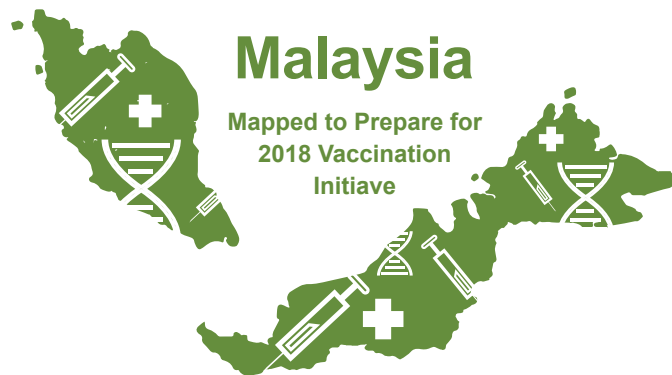 Malaysia
Mapped to Prepare for
2018 Vaccination
Initiave